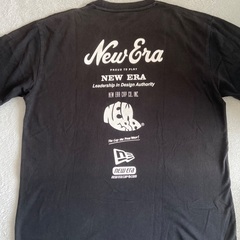 New Era
PROUD TO PLAY
NEW ERA
Leadership in Design Authority
NEW ERA CAP CO., INC
NEW
ERA
The Cap the Pros Wear!
new era